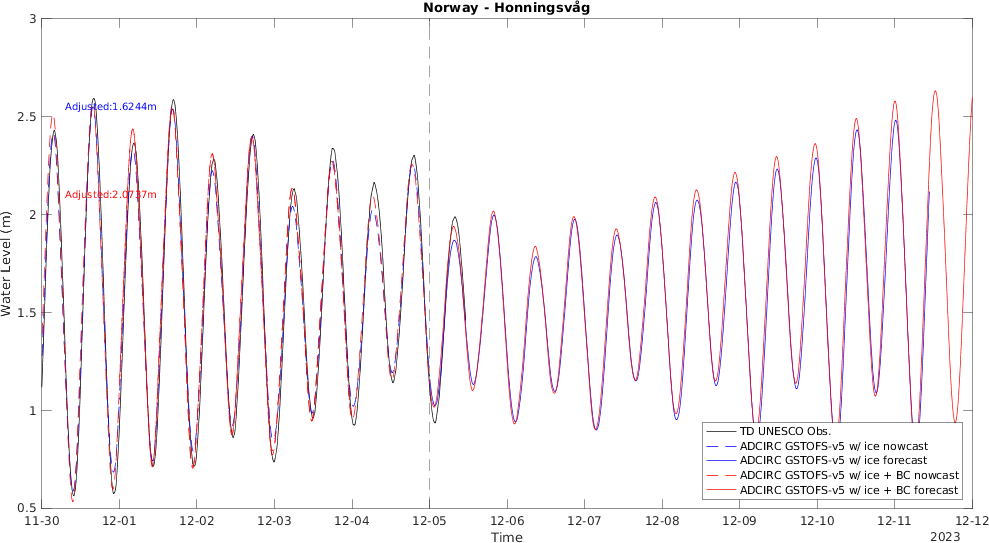 Norway - Honningsvåg
3
2.5
2
1.5
1
0.5
Water Level (m)
Adjusted:1.6244m
Adjusted:2.0737m
TD UNESCO Obs.
ADCIRC GSTOFS-v5 w/ ice nowcast
ADCIRC GSTOFS-v5 w/ ice forecast
ADCIRC GSTOFS-v5 w/ ice + BC nowcast
ADCIRC GSTOFS-v5 w/ ice + BC forecast
11-30 12-01 12-02 12-03 12-04 12-05 12-06 12-07 12-08 12-09 12-10 12-11 12-12
Time
2023